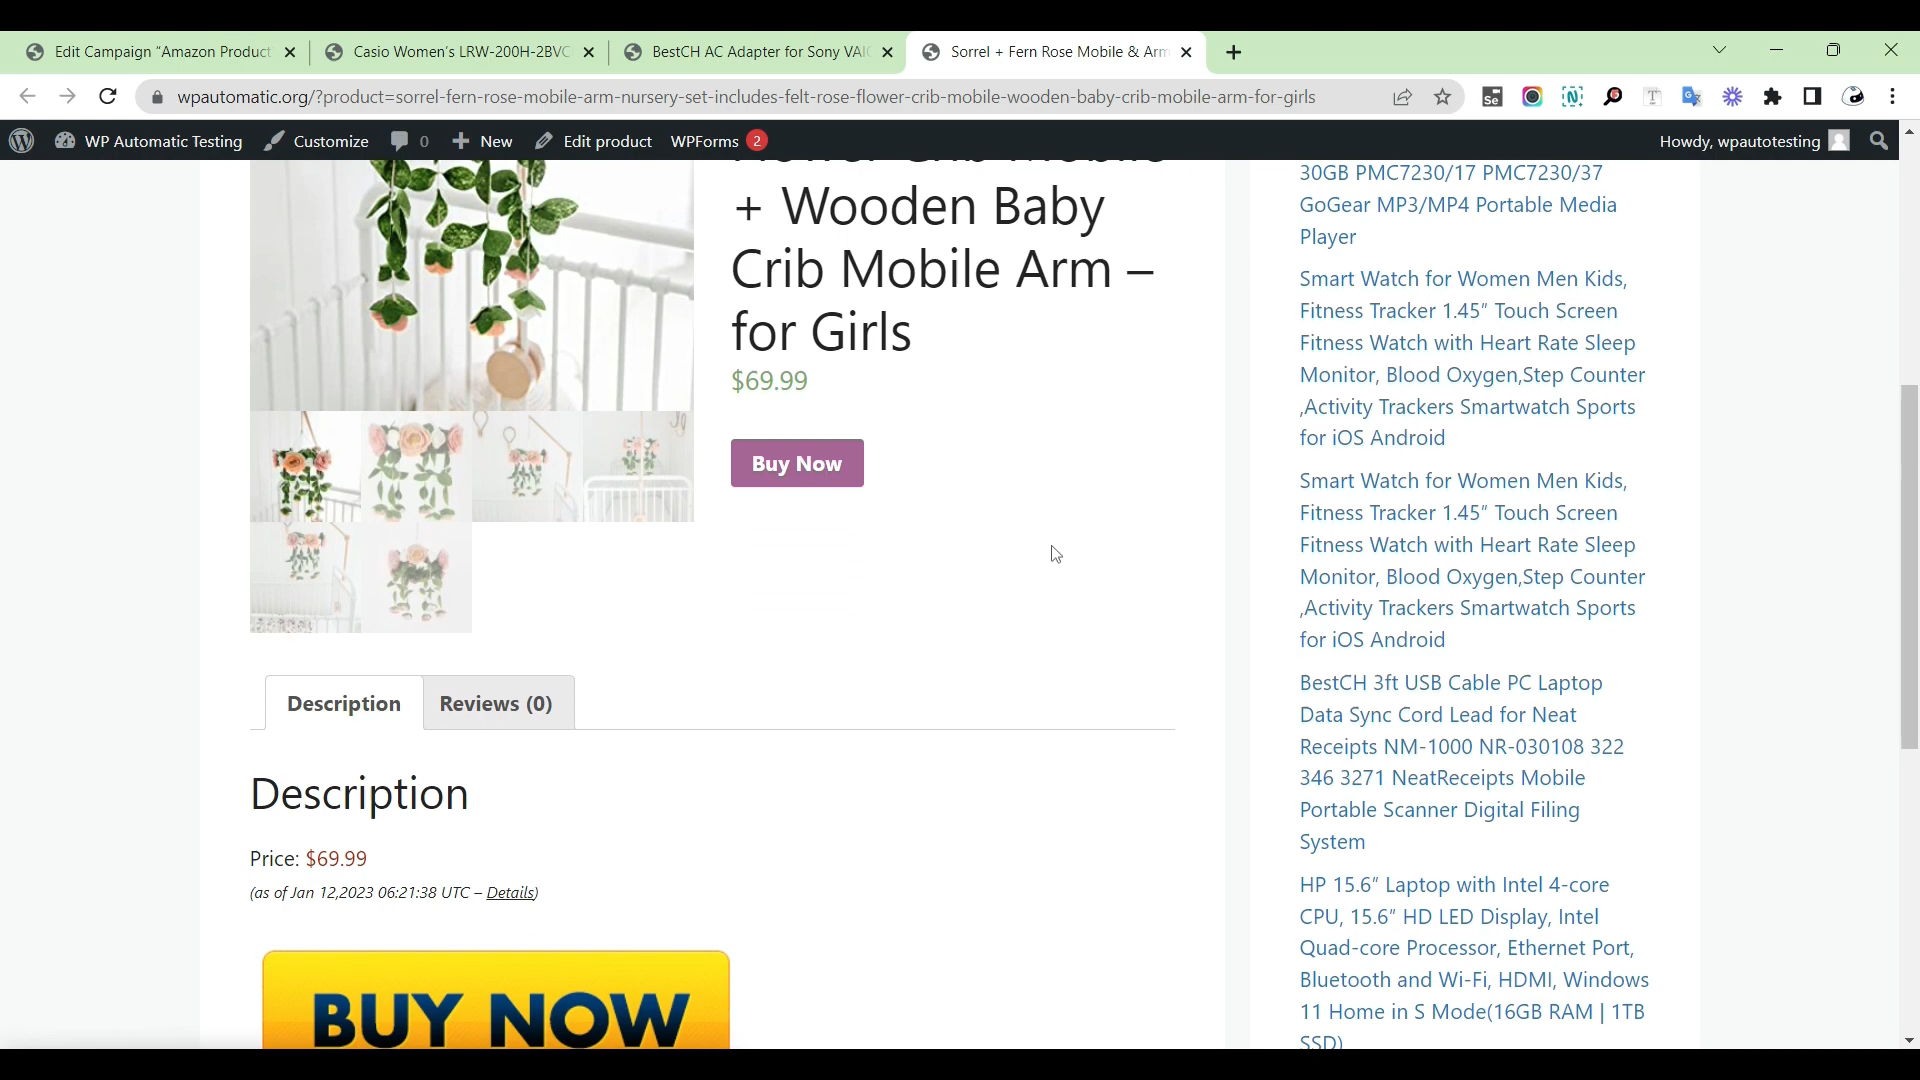 Edit Campaign “Amazon Product
Casio Women's LRW-200H-2BVC
BestCH AC Adapter for Sony VAIO
Sorrel + Fern Rose Mobile & Arm
wpautomatic.org/?product=sorrel-fern-rose-mobile-arm-nursery-set-includes-felt-rose-flower-crib-mobile-wooden-baby-crib-mobile-arm-for-girls
WP Automatic Testing
Customize
0
New
Edit product
WPForms
2
Howdy, wpautotesting
Flower Crib Mobile
+ Wooden Baby
Crib Mobile Arm –
for Girls
$69.99
Buy Now
Description
Reviews (0)
Description
Price: $69.99
(as of Jan 12,2023 06:21:38 UTC – Details)
BUY NOW
30GB PMC7230/17 PMC7230/37
GoGear MP3/MP4 Portable Media
Player
Smart Watch for Women Men Kids,
Fitness Tracker 1.45″ Touch Screen
Fitness Watch with Heart Rate Sleep
Monitor, Blood Oxygen,Step Counter
,Activity Trackers Smartwatch Sports
for iOS Android
Smart Watch for Women Men Kids,
Fitness Tracker 1.45″ Touch Screen
Fitness Watch with Heart Rate Sleep
Monitor, Blood Oxygen,Step Counter
,Activity Trackers Smartwatch Sports
for iOS Android
BestCH 3ft USB Cable PC Laptop
Data Sync Cord Lead for Neat
Receipts NM-1000 NR-030108 322
346 3271 NeatReceipts Mobile
Portable Scanner Digital Filing
System
HP 15.6″ Laptop with Intel 4-core
CPU, 15.6″ HD LED Display, Intel
Quad-core Processor, Ethernet Port,
Bluetooth and Wi-Fi, HDMI, Windows
11 Home in S Mode(16GB RAM | 1TB
SSD)